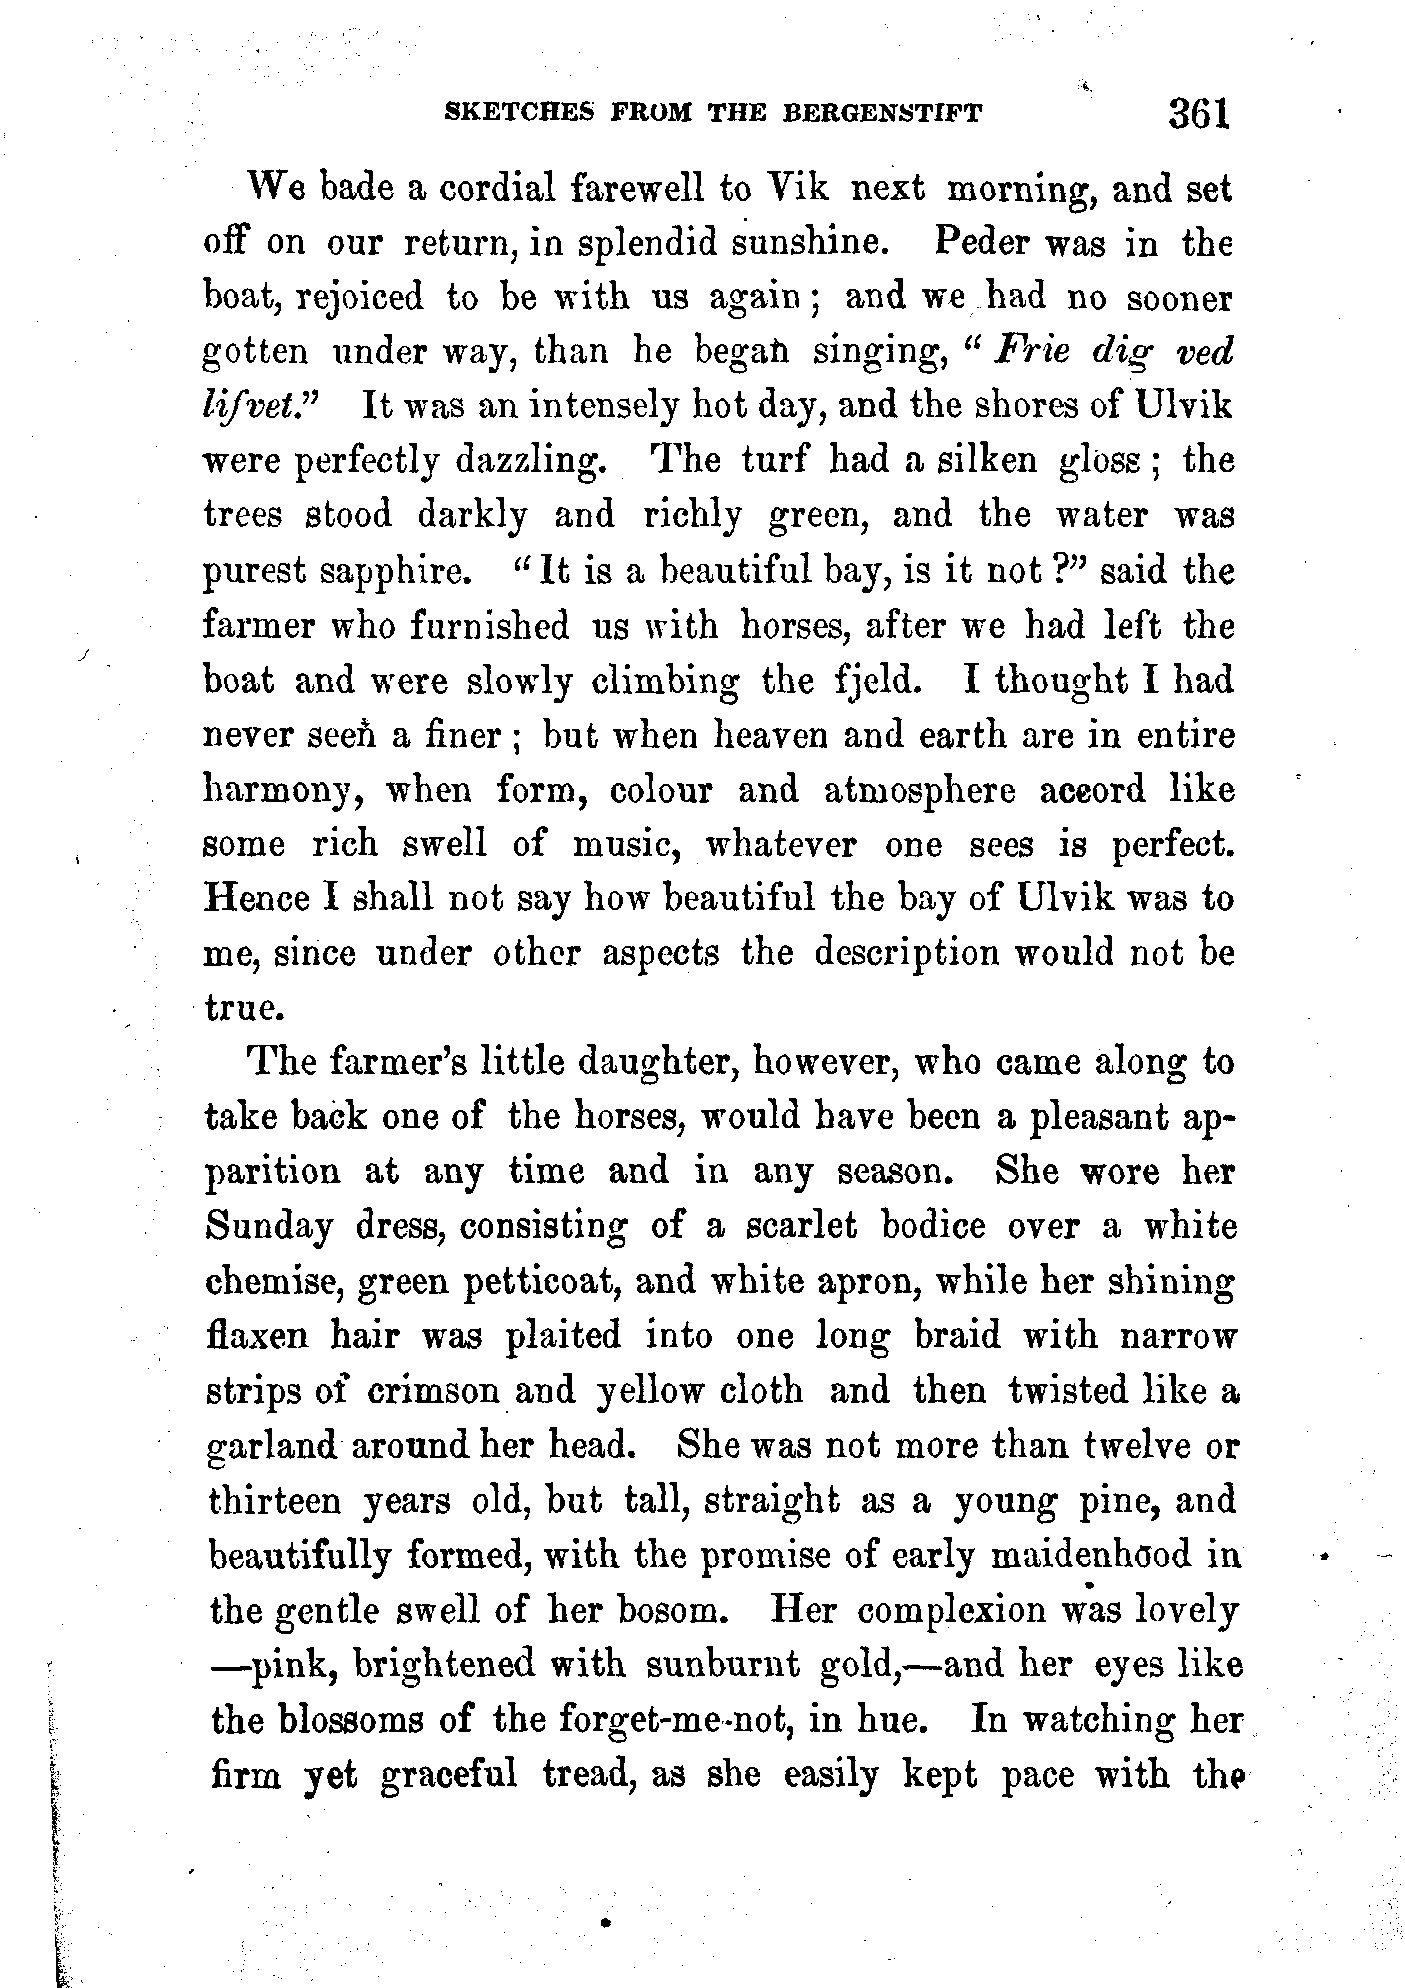 SKETCHES FROM THE BERGENSTIFT 361
We bade a cordial farewell to Vik next morning, and set
off on our return, in splendid sunshine. Peder was in the
boat, rejoiced to be with us again; and we had no sooner
gotten under way, than he began singing, "Frie dig ved
lifvet." It was an intensely hot day, and the shores of Ulvik
were perfectly dazzling. The turf had a silken gloss; the
trees stood darkly and richly green, and the water was
purest sapphire. "It is a beautiful bay, is it not?" said the
farmer who furnished us with horses, after we had left the
boat and were slowly climbing the fjeld. I thought I had
never seen a finer; but when heaven and earth are in entire
harmony, when form, colour and atmosphere accord like
some rich swell of music, whatever one sees is perfect.
Hence I shall not say how beautiful the bay of Ulvik was to
me, since under other aspects the description would not be
true.
The farmer's little daughter, however, who came along to
take back one of the horses, would have been a pleasant ap-
parition at any time and in any season. She wore her
Sunday dress, consisting of a scarlet bodice over a white
chemise, green petticoat, and white apron, while her shining
flaxen hair was plaited into one long braid with narrow
strips of crimson and yellow cloth and then twisted like a
garland around her head. She was not more than twelve or
thirteen years old, but tall, straight as a young pine, and
beautifully formed, with the promise of early maidenhood in
the gentle swell of her bosom. Her complexion was lovely
—pink, brightened with sunburnt gold,—and her eyes like
the blossoms of the forget-me-not, in hue. In watching her
firm yet graceful tread, as she easily kept pace with the